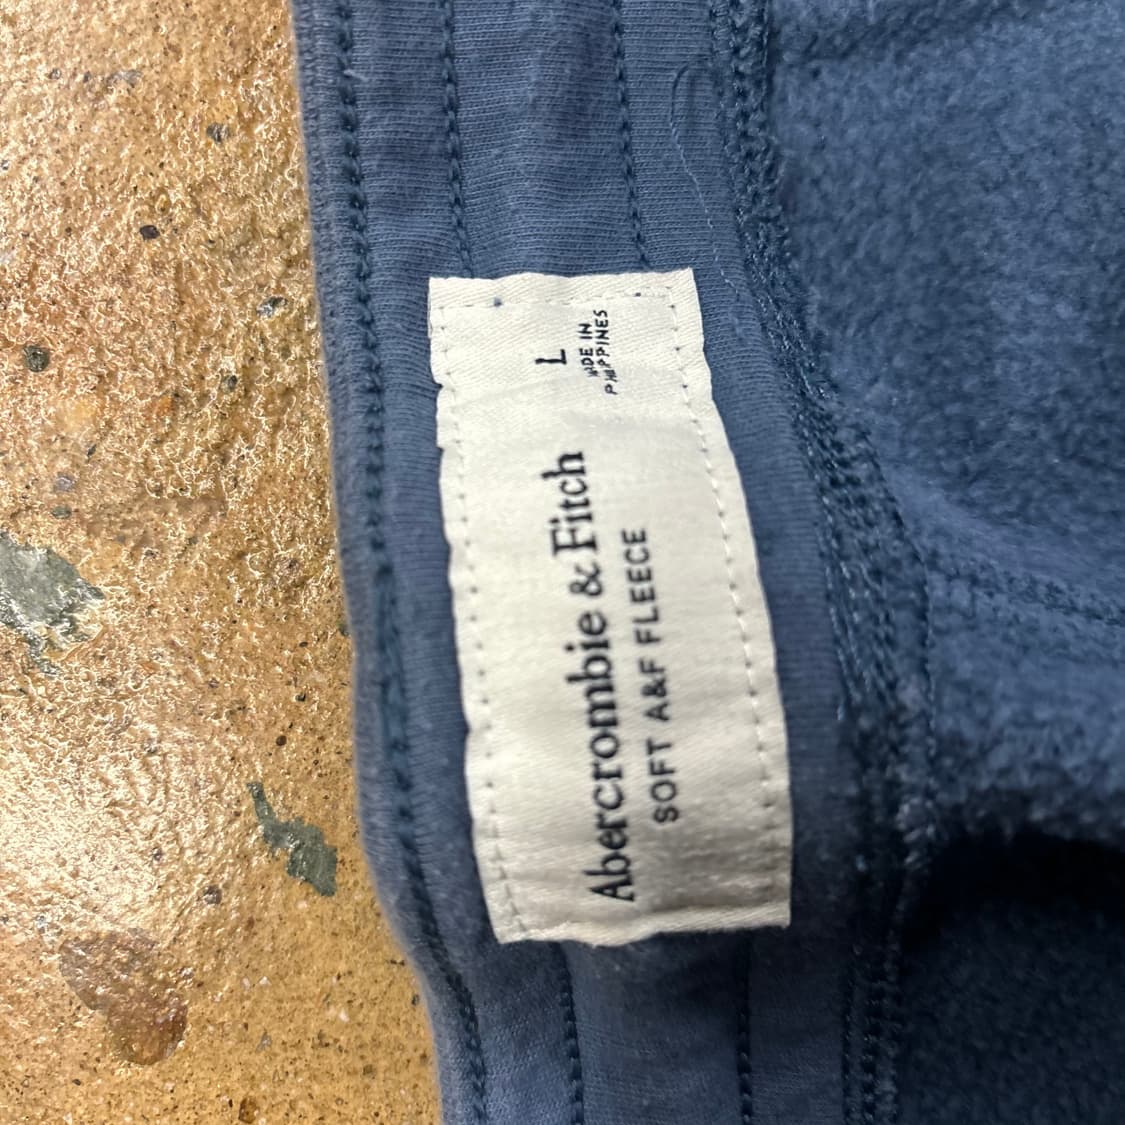 Abercrombie & Fitch
SOFT A&F FLEECE
L
MADE IN
PHILIPPINES